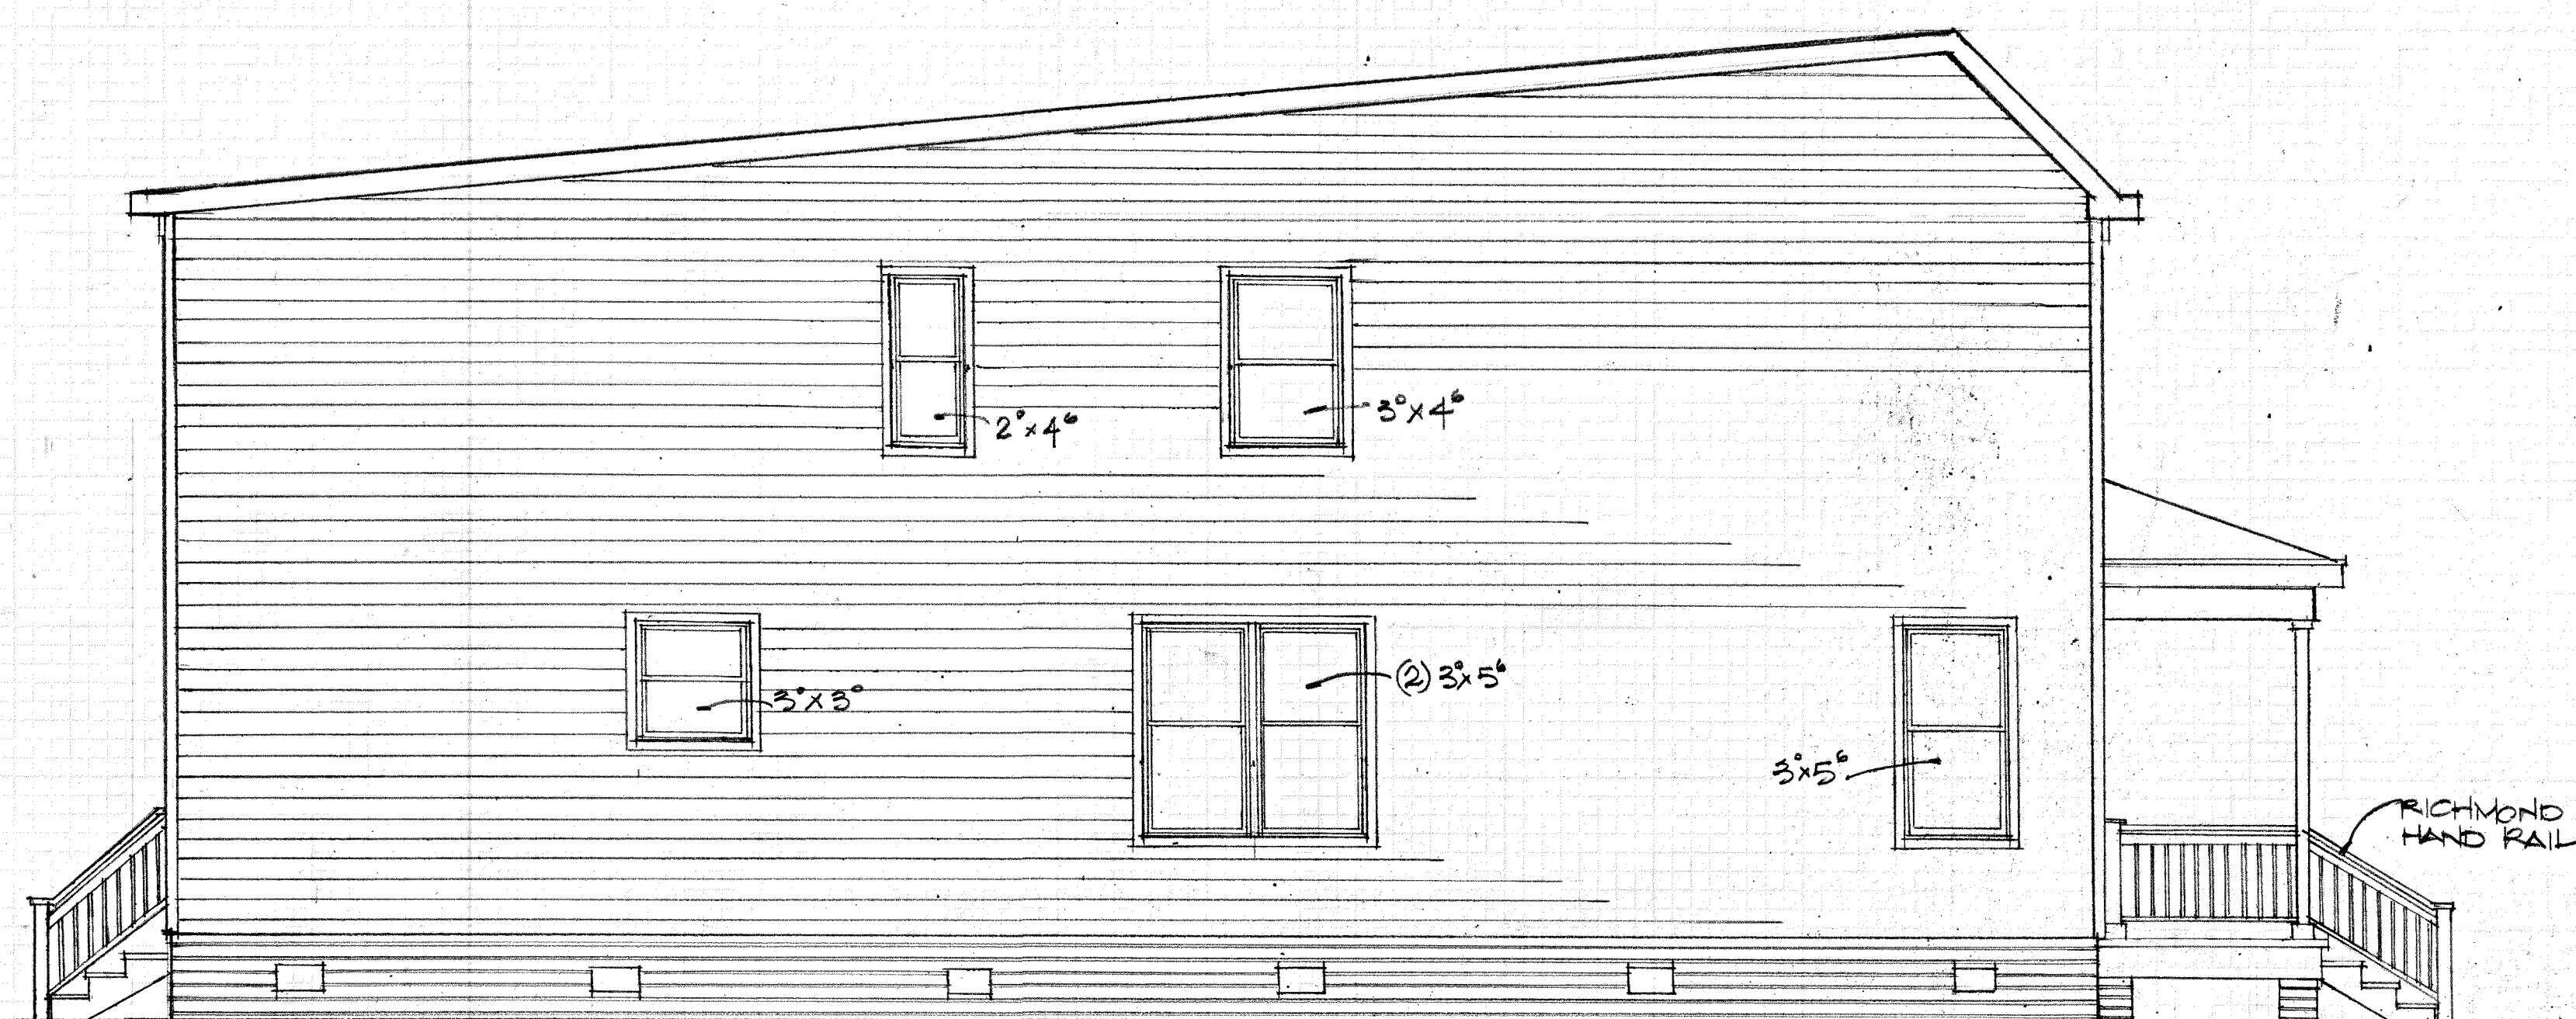 2⁰x4⁶
3⁰x4⁶
3⁰x3⁰
(2) 3⁰x5⁶
3⁰x5⁶
RICHMOND
HAND RAIL